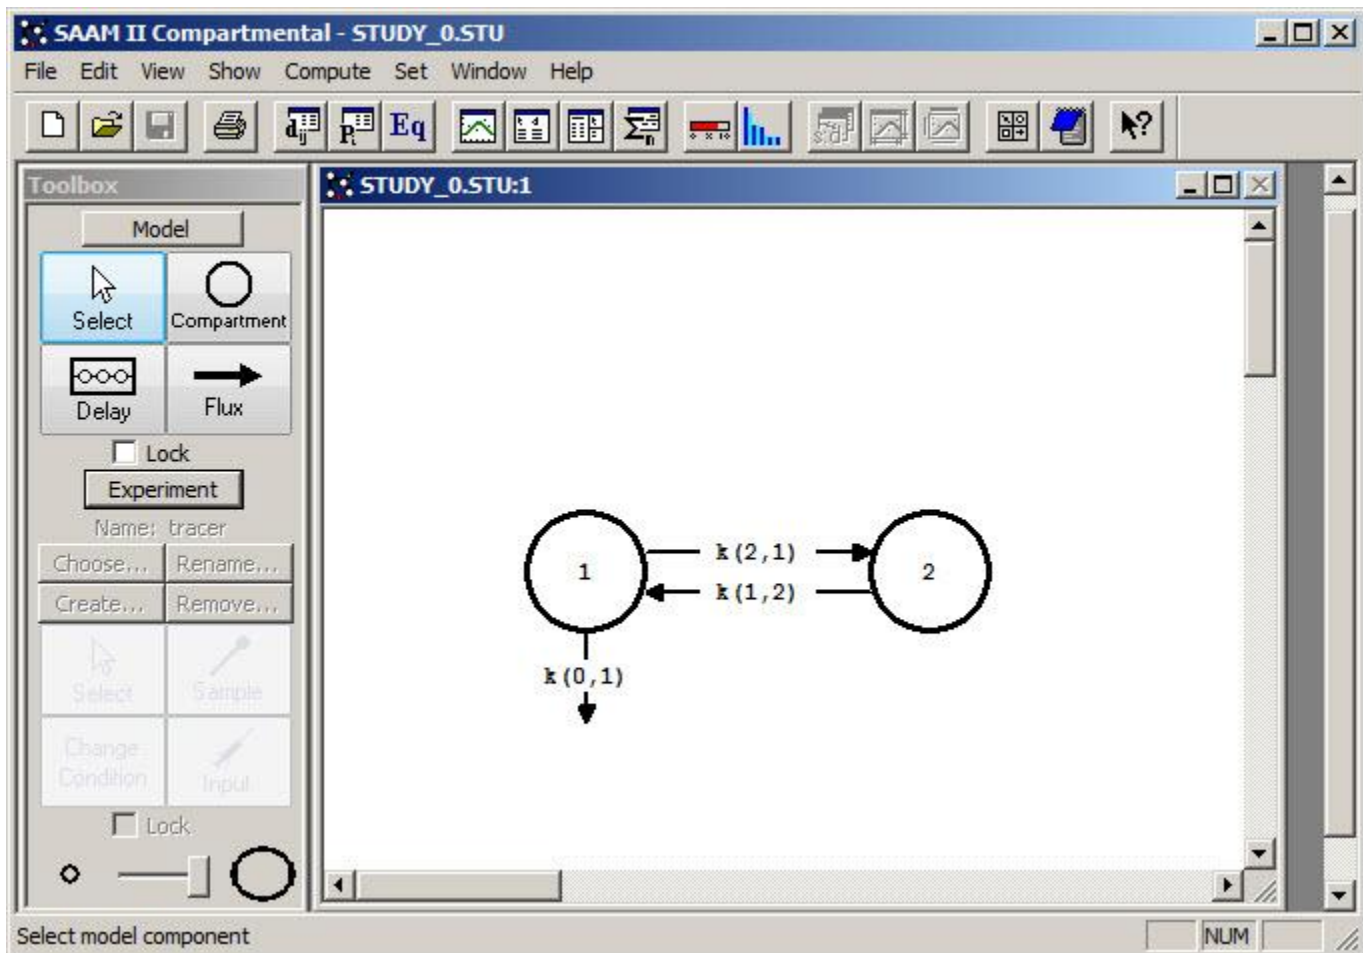 SAAM II Compartmental - STUDY_0.STU
File Edit View Show Compute Set Window Help
Eq
Toolbox
STUDY_0.STU:1
Model
Select Compartment
Delay Flux
Lock
Experiment
Name: tracer
Choose... Rename...
Create... Remove...
Select Sample
Change Condition Input
Lock
k(2,1)
1 2
k(1,2)
k(0,1)
Select model component
NUM